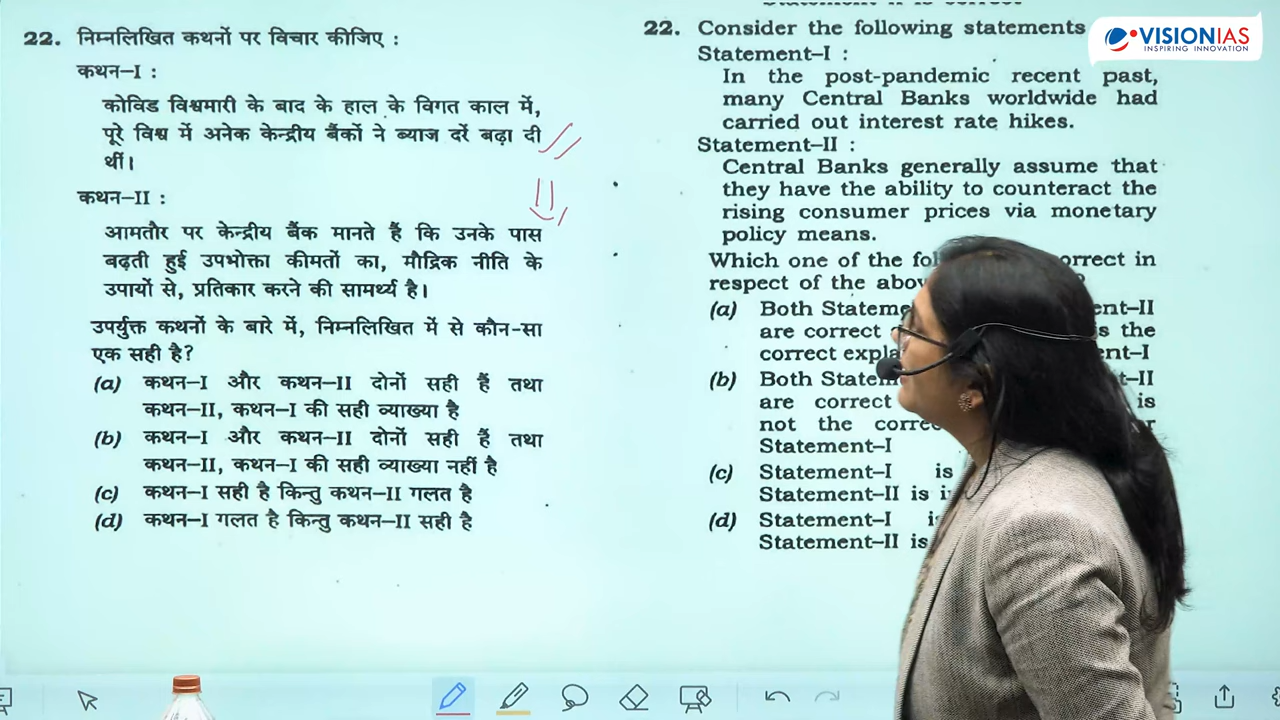 22. निम्नलिखित कथनों पर विचार कीजिए :
कथन–I :
कोविड विश्वमारी के बाद के हाल के विगत काल में,
पूरे विश्व में अनेक केन्द्रीय बैंकों ने ब्याज दरें बढ़ा दी
थीं।
कथन–II :
आमतौर पर केन्द्रीय बैंक मानते हैं कि उनके पास
बढ़ती हुई उपभोक्ता कीमतों का, मौद्रिक नीति के
उपायों से, प्रतिकार करने की सामर्थ्य है।
उपर्युक्त कथनों के बारे में, निम्नलिखित में से कौन-सा
एक सही है?
(a) कथन–I और कथन–II दोनों सही हैं तथा
कथन–II, कथन–I की सही व्याख्या है
(b) कथन–I और कथन–II दोनों सही हैं तथा
कथन–II, कथन–I की सही व्याख्या नहीं है
(c) कथन–I सही है किन्तु कथन–II गलत है
(d) कथन–I गलत है किन्तु कथन–II सही है
22. Consider the following statements
Statement–I :
In the post-pandemic recent past,
many Central Banks worldwide had
carried out interest rate hikes.
Statement–II :
Central Banks generally assume that
they have the ability to counteract the
rising consumer prices via monetary
policy means.
Which one of the correct in
respect of the
(a) Both
are correct is the
correct
(b) Both
are correct is
not the
Statement–I
(c) Statement–I is
Statement–II is
(d) Statement–I
Statement–II is
VISIONIAS
INSPIRING INNOVATION